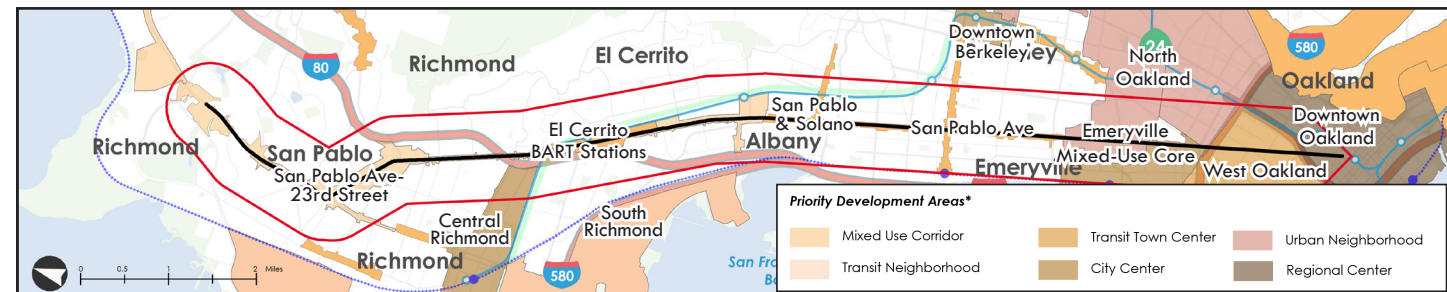 80
Richmond
El Cerrito
Downtown
Berkeley
24
North
Oakland
580
Oakland
Richmond
San Pablo
San Pablo Ave-
23rd Street
El Cerrito
BART Stations
San Pablo
& Solano
Albany
San Pablo Ave
Emeryville
Mixed-Use Core
Emeryville
Downtown
Oakland
West Oakland
Central
Richmond
South
Richmond
Richmond
580
San Fra
0 0.5 1 2 Miles
Priority Development Areas*
Mixed Use Corridor
Transit Town Center
Urban Neighborhood
Transit Neighborhood
City Center
Regional Center